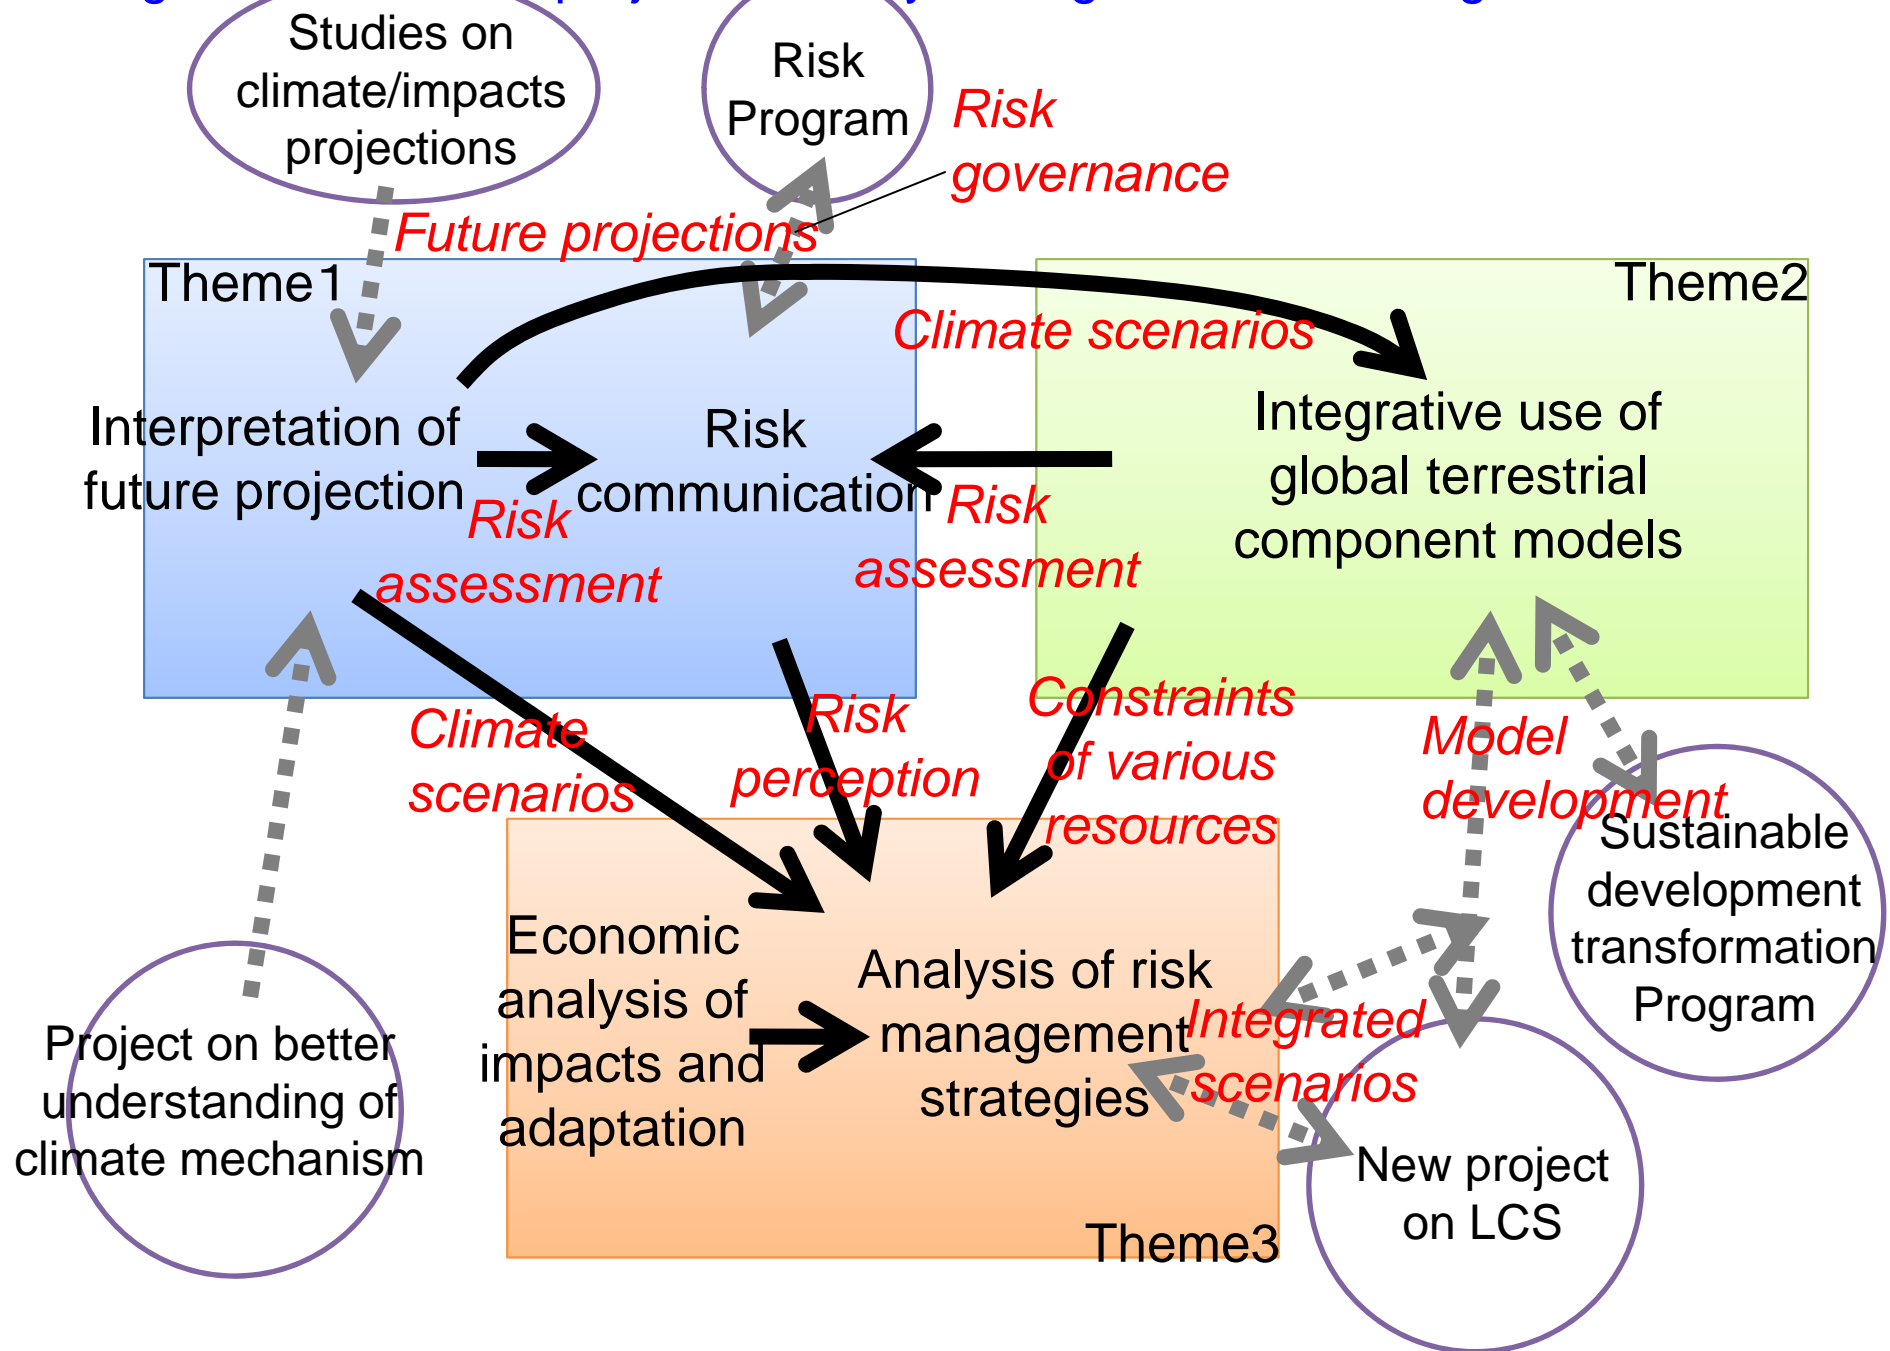 Studies on
climate/impacts
projections
Risk
Program
Risk
governance
Future projections
Theme1
Theme2
Climate scenarios
Interpretation of
future projection
Risk
communication
Integrative use of
global terrestrial
component models
Risk
assessment
Risk
assessment
Climate
scenarios
Risk
perception
Constraints
of various
resources
Model
development
Sustainable
development
transformation
Program
Economic
analysis of
impacts and
adaptation
Analysis of risk
management
strategies
Integrated
scenarios
Project on better
understanding of
climate mechanism
New project
on LCS
Theme3